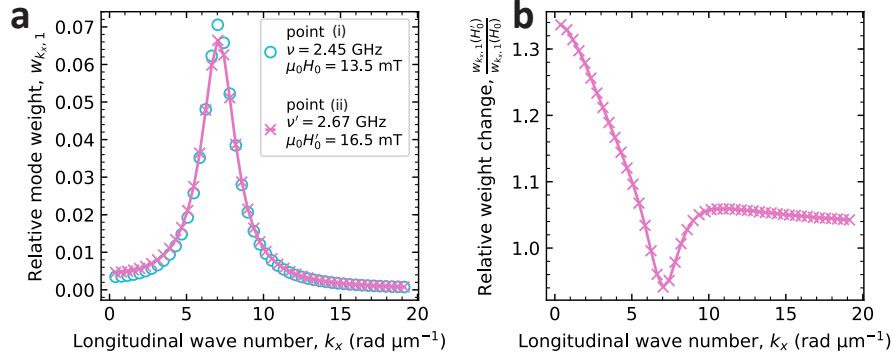 a
Relative mode weight, w_{k_x, 1}
0.07
0.06
0.05
0.04
0.03
0.02
0.01
0.00
point (i)
ν = 2.45 GHz
μ₀H₀ = 13.5 mT
point (ii)
ν′ = 2.67 GHz
μ₀H₀′ = 16.5 mT
0 5 10 15 20
Longitudinal wave number, k_x (rad μm⁻¹)
b
Relative weight change, \frac{w_{k_x, 1}(H₀′)}{w_{k_x, 1}(H₀)}
1.3
1.2
1.1
1.0
0 5 10 15 20
Longitudinal wave number, k_x (rad μm⁻¹)